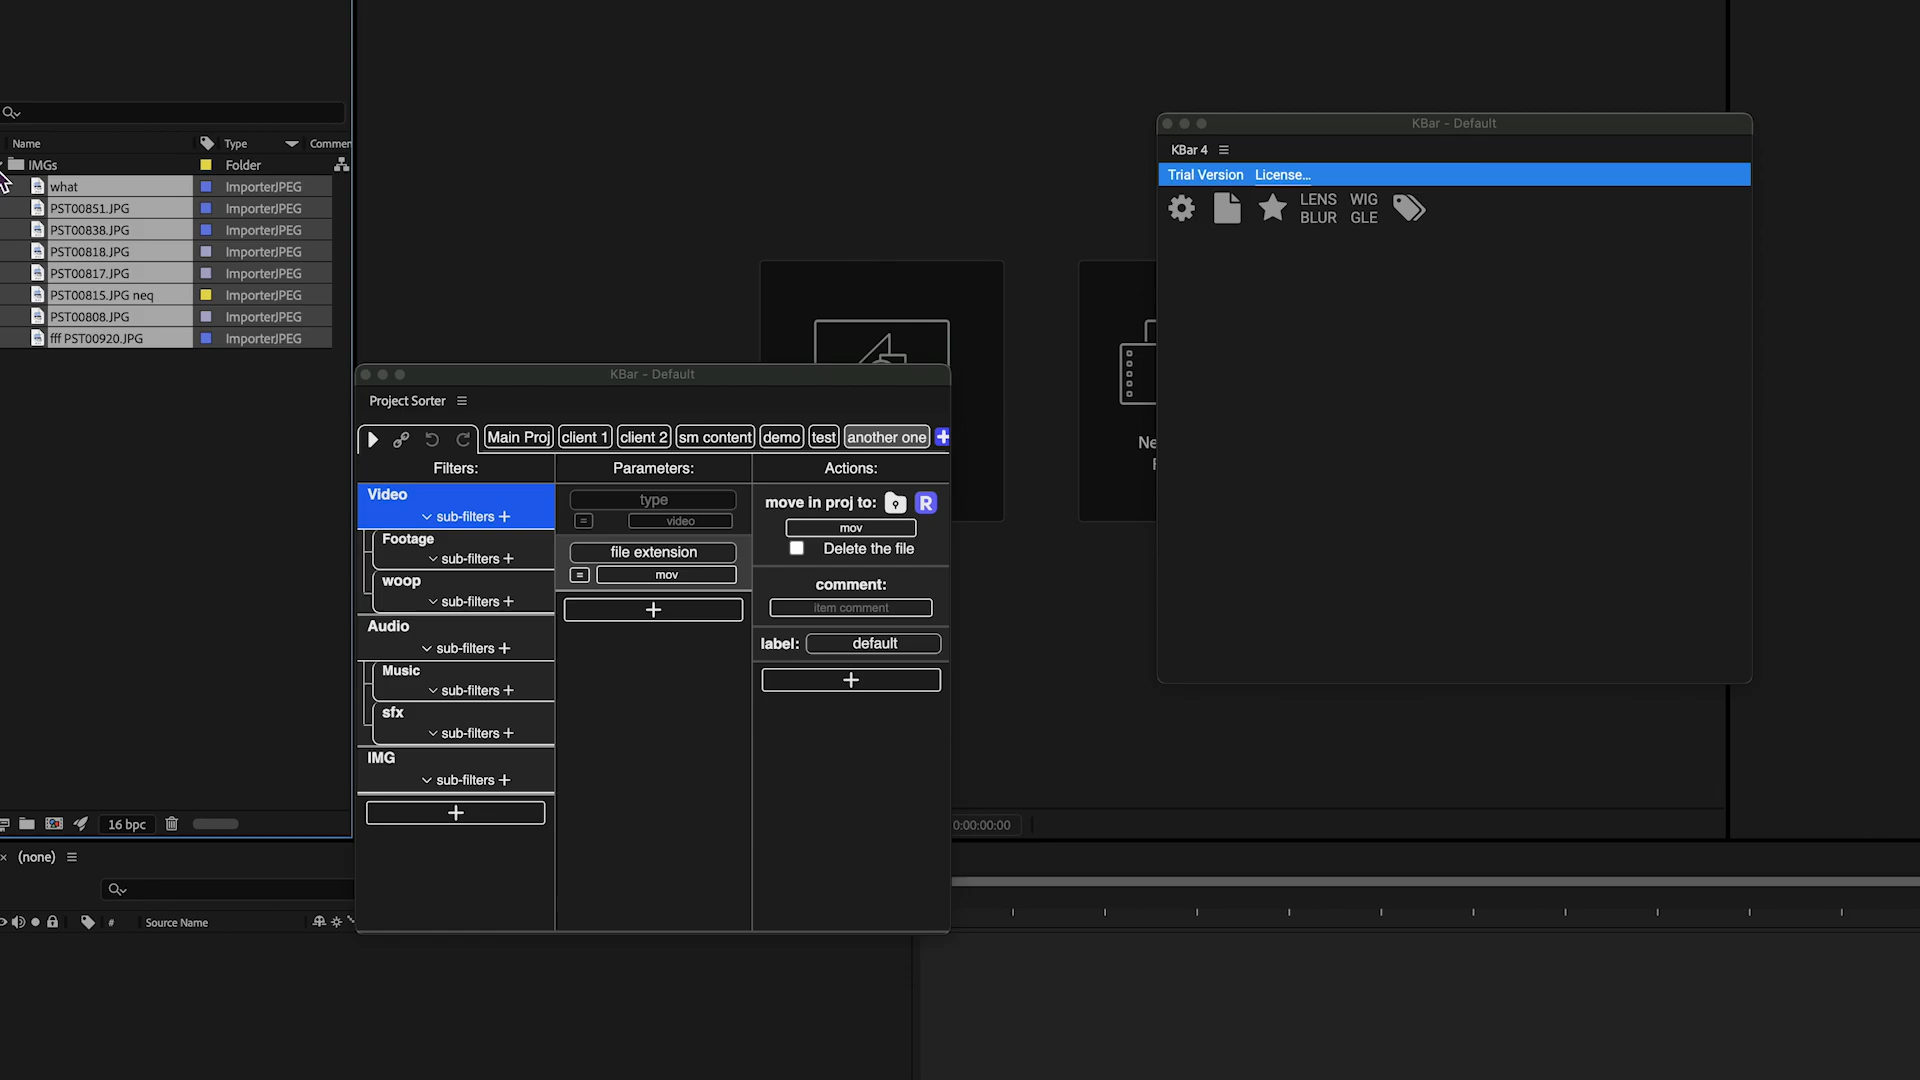 Name Type Commen
IMGs Folder
what ImporterJPEG
PST00851.JPG ImporterJPEG
PST00838.JPG ImporterJPEG
PST00818.JPG ImporterJPEG
PST00817.JPG ImporterJPEG
PST00815.JPG neq ImporterJPEG
PST00808.JPG ImporterJPEG
fff PST00920.JPG ImporterJPEG
16 bpc
(none)
# Source Name
KBar - Default
Project Sorter
Main Proj client 1 client 2 sm content demo test another one +
Filters: Parameters: Actions:
Video
sub-filters +
Footage
sub-filters +
woop
sub-filters +
Audio
sub-filters +
Music
sub-filters +
sfx
sub-filters +
IMG
sub-filters +
+
type
= video
file extension
= mov
+
move in proj to: R
mov
Delete the file
comment:
item comment
label: default
+
Ne
F
0:00:00:00
KBar - Default
KBar 4
Trial Version License...
LENS BLUR
WIG GLE